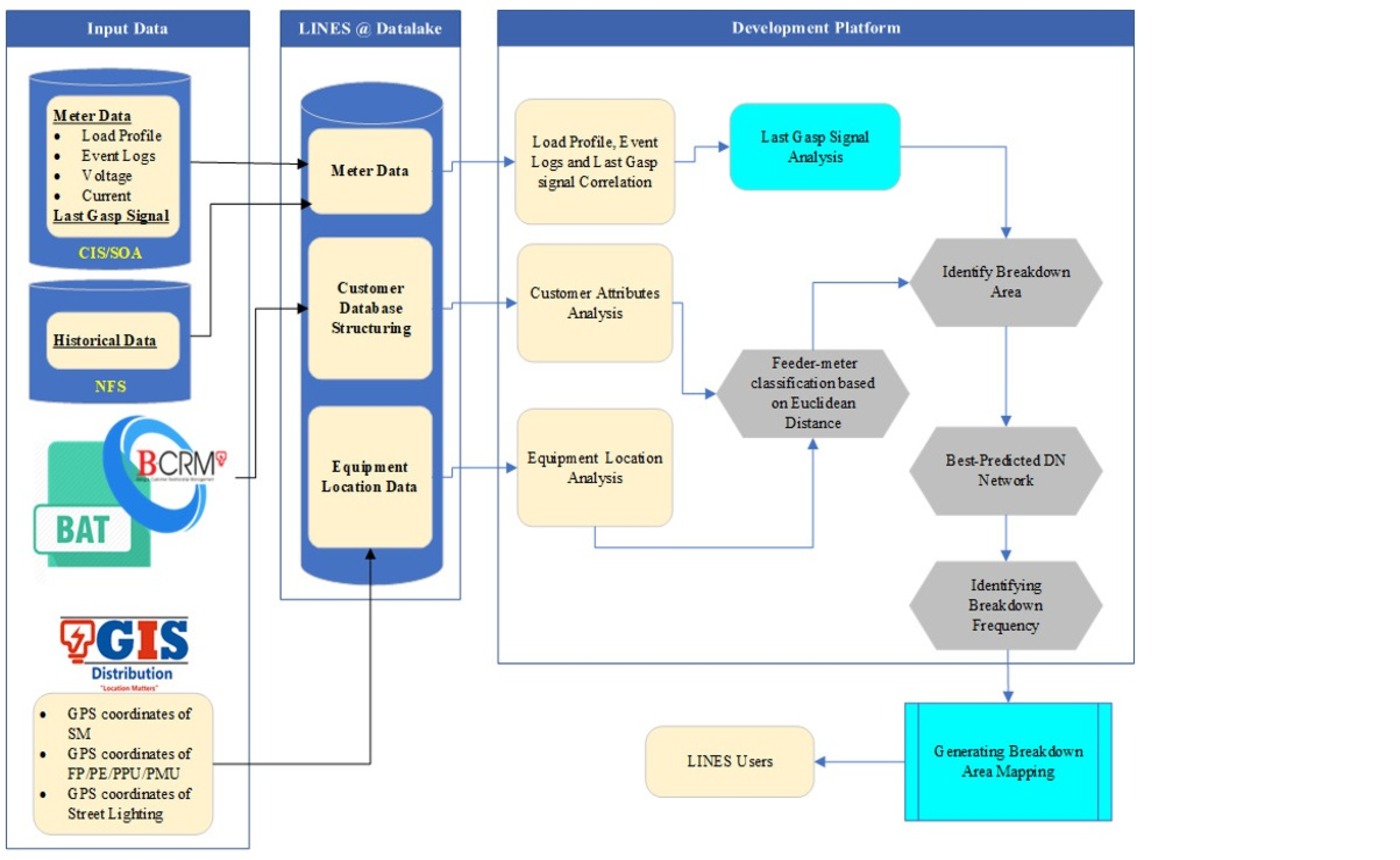 Input Data
Meter Data
• Load Profile
• Event Logs
• Voltage
• Current
Last Gasp Signal
CIS/SOA
Historical Data
NFS
BCRM
BAT
GIS
Distribution
"Location Matters"
• GPS coordinates of
SM
• GPS coordinates of
FP/PE/PPU/PMU
• GPS coordinates of
Street Lighting
LINES @ Datalake
Meter Data
Customer
Database
Structuring
Equipment
Location Data
Development Platform
Load Profile, Event
Logs and Last Gasp
signal Correlation
Last Gasp Signal
Analysis
Customer Attributes
Analysis
Equipment Location
Analysis
Feeder-meter
classification based
on Euclidean
Distance
Identify Breakdown
Area
Best-Predicted DN
Network
Identifying
Breakdown
Frequency
Generating Breakdown
Area Mapping
LINES Users